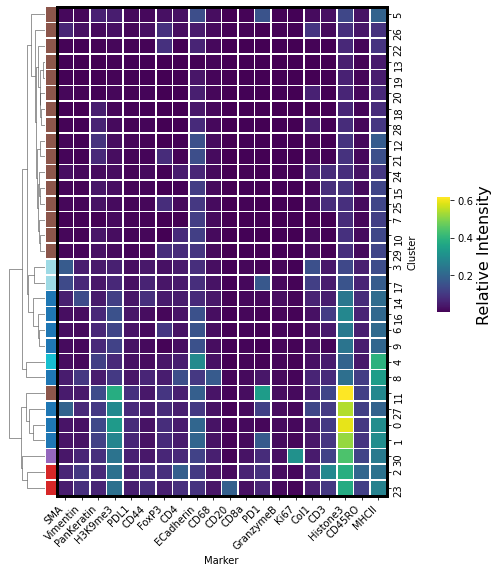 5
26
22
13
19
20
18
28
12
21
24
15
25
7
10
29
3
17
14
16
6
9
4
8
11
27
0
1
30
2
23
Cluster
0.6
0.4
0.2
Relative Intensity
SMA
Vimentin
PanKeratin
H3K9me3
PDL1
CD44
FoxP3
CD4
ECadherin
CD68
CD20
CD8a
PD1
GranzymeB
Ki67
Col1
CD3
Histone3
CD45RO
MHCII
Marker